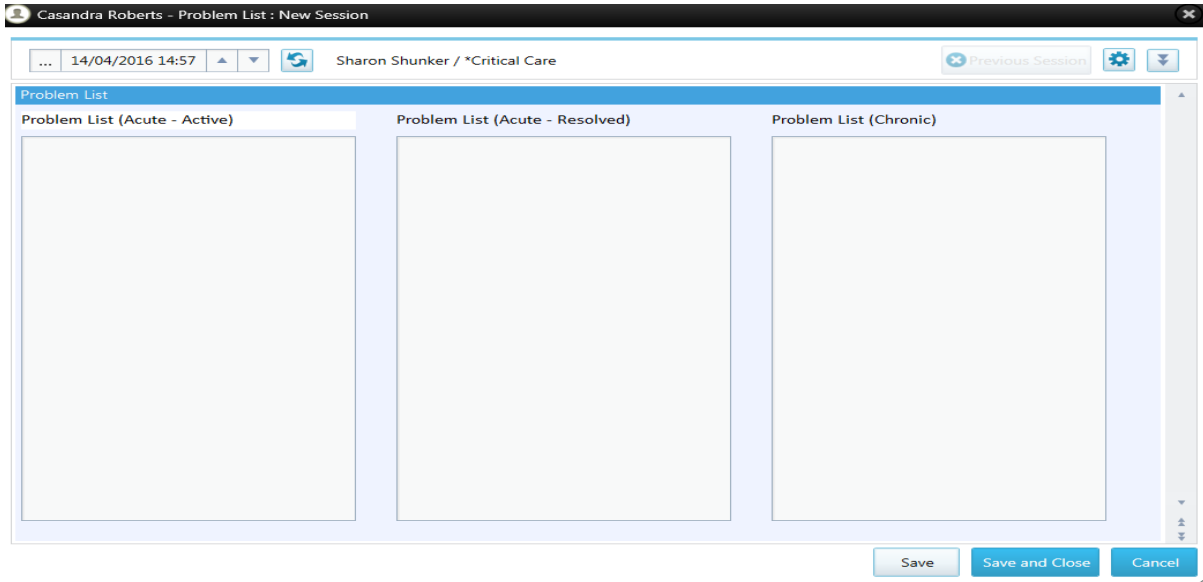 Casandra Roberts - Problem List : New Session
... 14/04/2016 14:57 Sharon Shunker / *Critical Care Previous Session
Problem List
Problem List (Acute - Active) Problem List (Acute - Resolved) Problem List (Chronic)
Save Save and Close Cancel